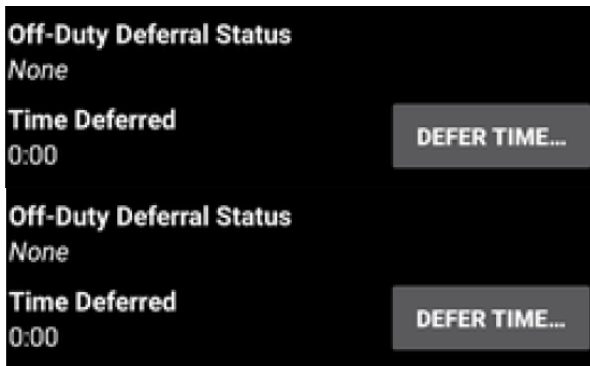 Off-Duty Deferral Status
None
Time Deferred
0:00
DEFER TIME...
Off-Duty Deferral Status
None
Time Deferred
0:00
DEFER TIME...